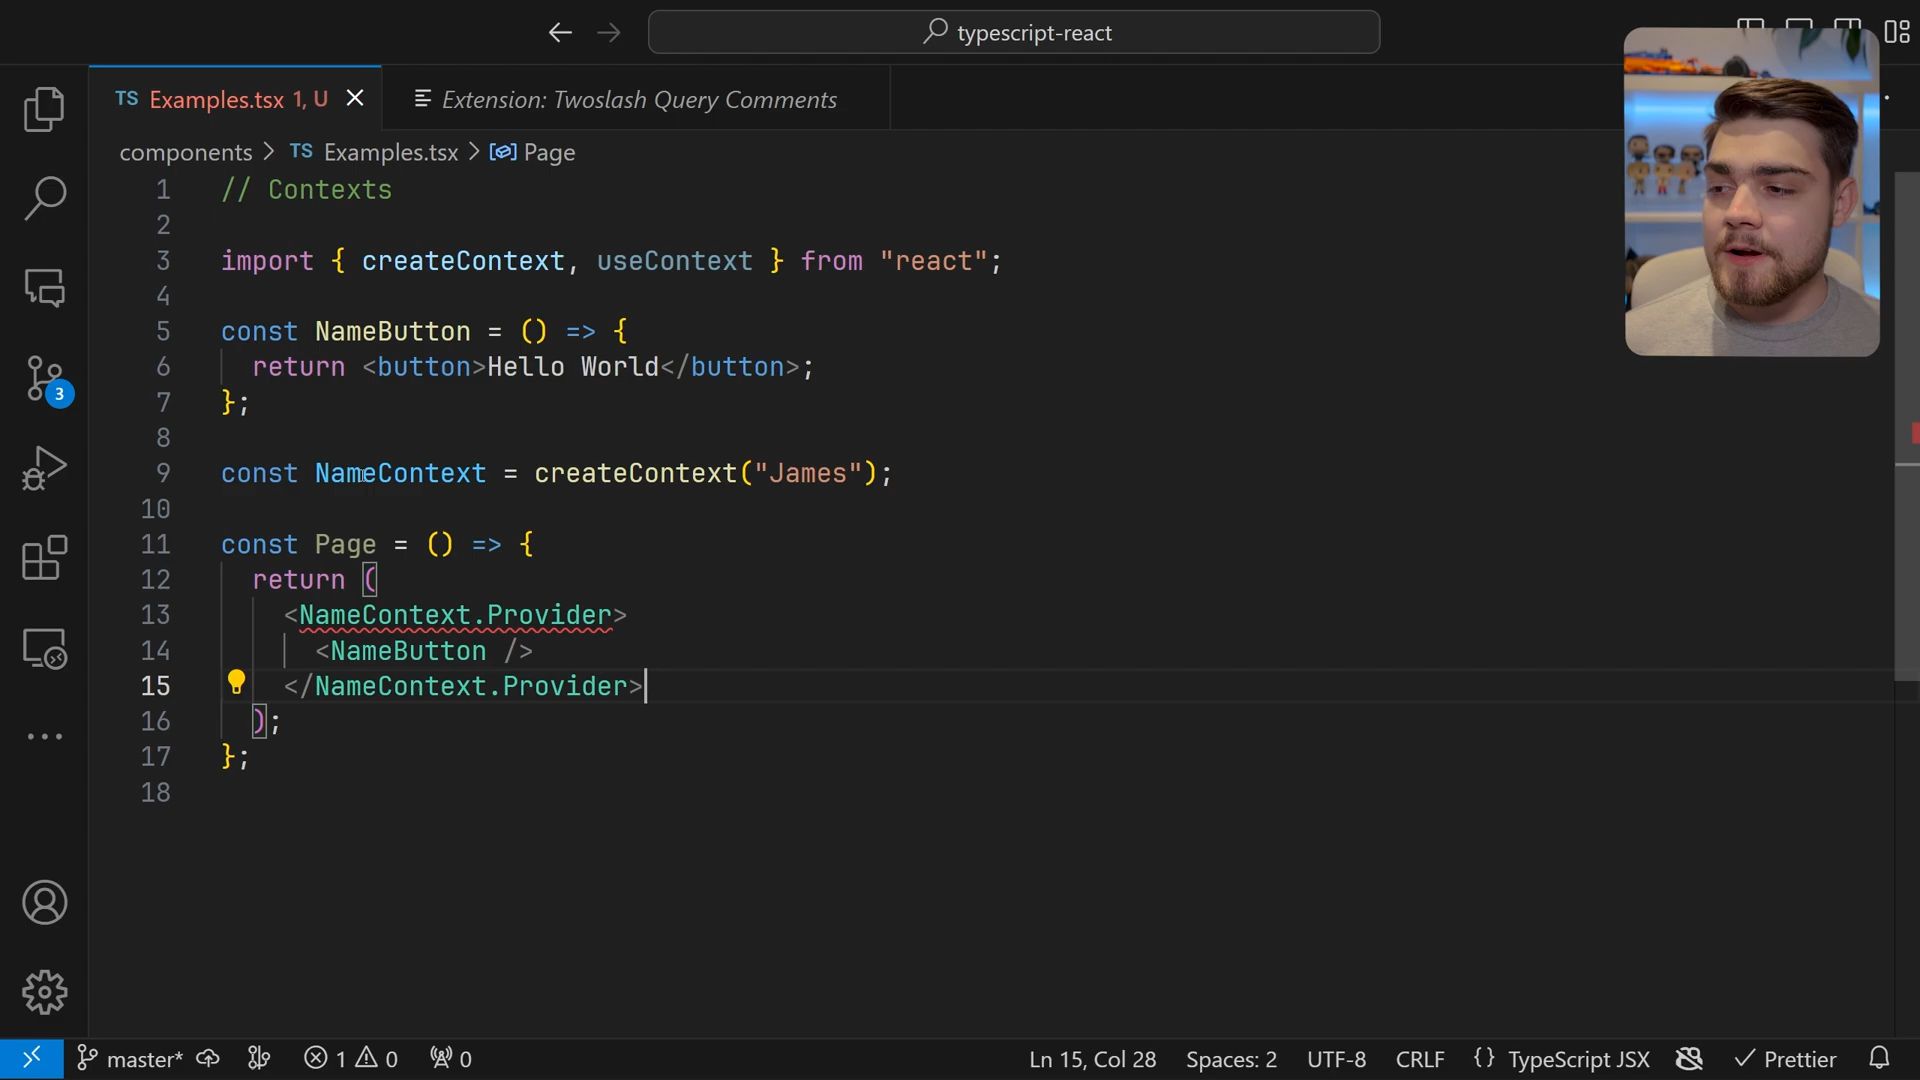 typescript-react
TS Examples.tsx 1, U
Extension: Twoslash Query Comments
components > TS Examples.tsx > Page
1 // Contexts
2
3 import { createContext, useContext } from "react";
4
5 const NameButton = () => {
6 return <button>Hello World</button>;
7 };
8
9 const NameContext = createContext("James");
10
11 const Page = () => {
12 return (
13 <NameContext.Provider>
14 <NameButton />
15 </NameContext.Provider>
16 );
17 };
18
3
master* 1 0 0 Ln 15, Col 28 Spaces: 2 UTF-8 CRLF {} TypeScript JSX Prettier